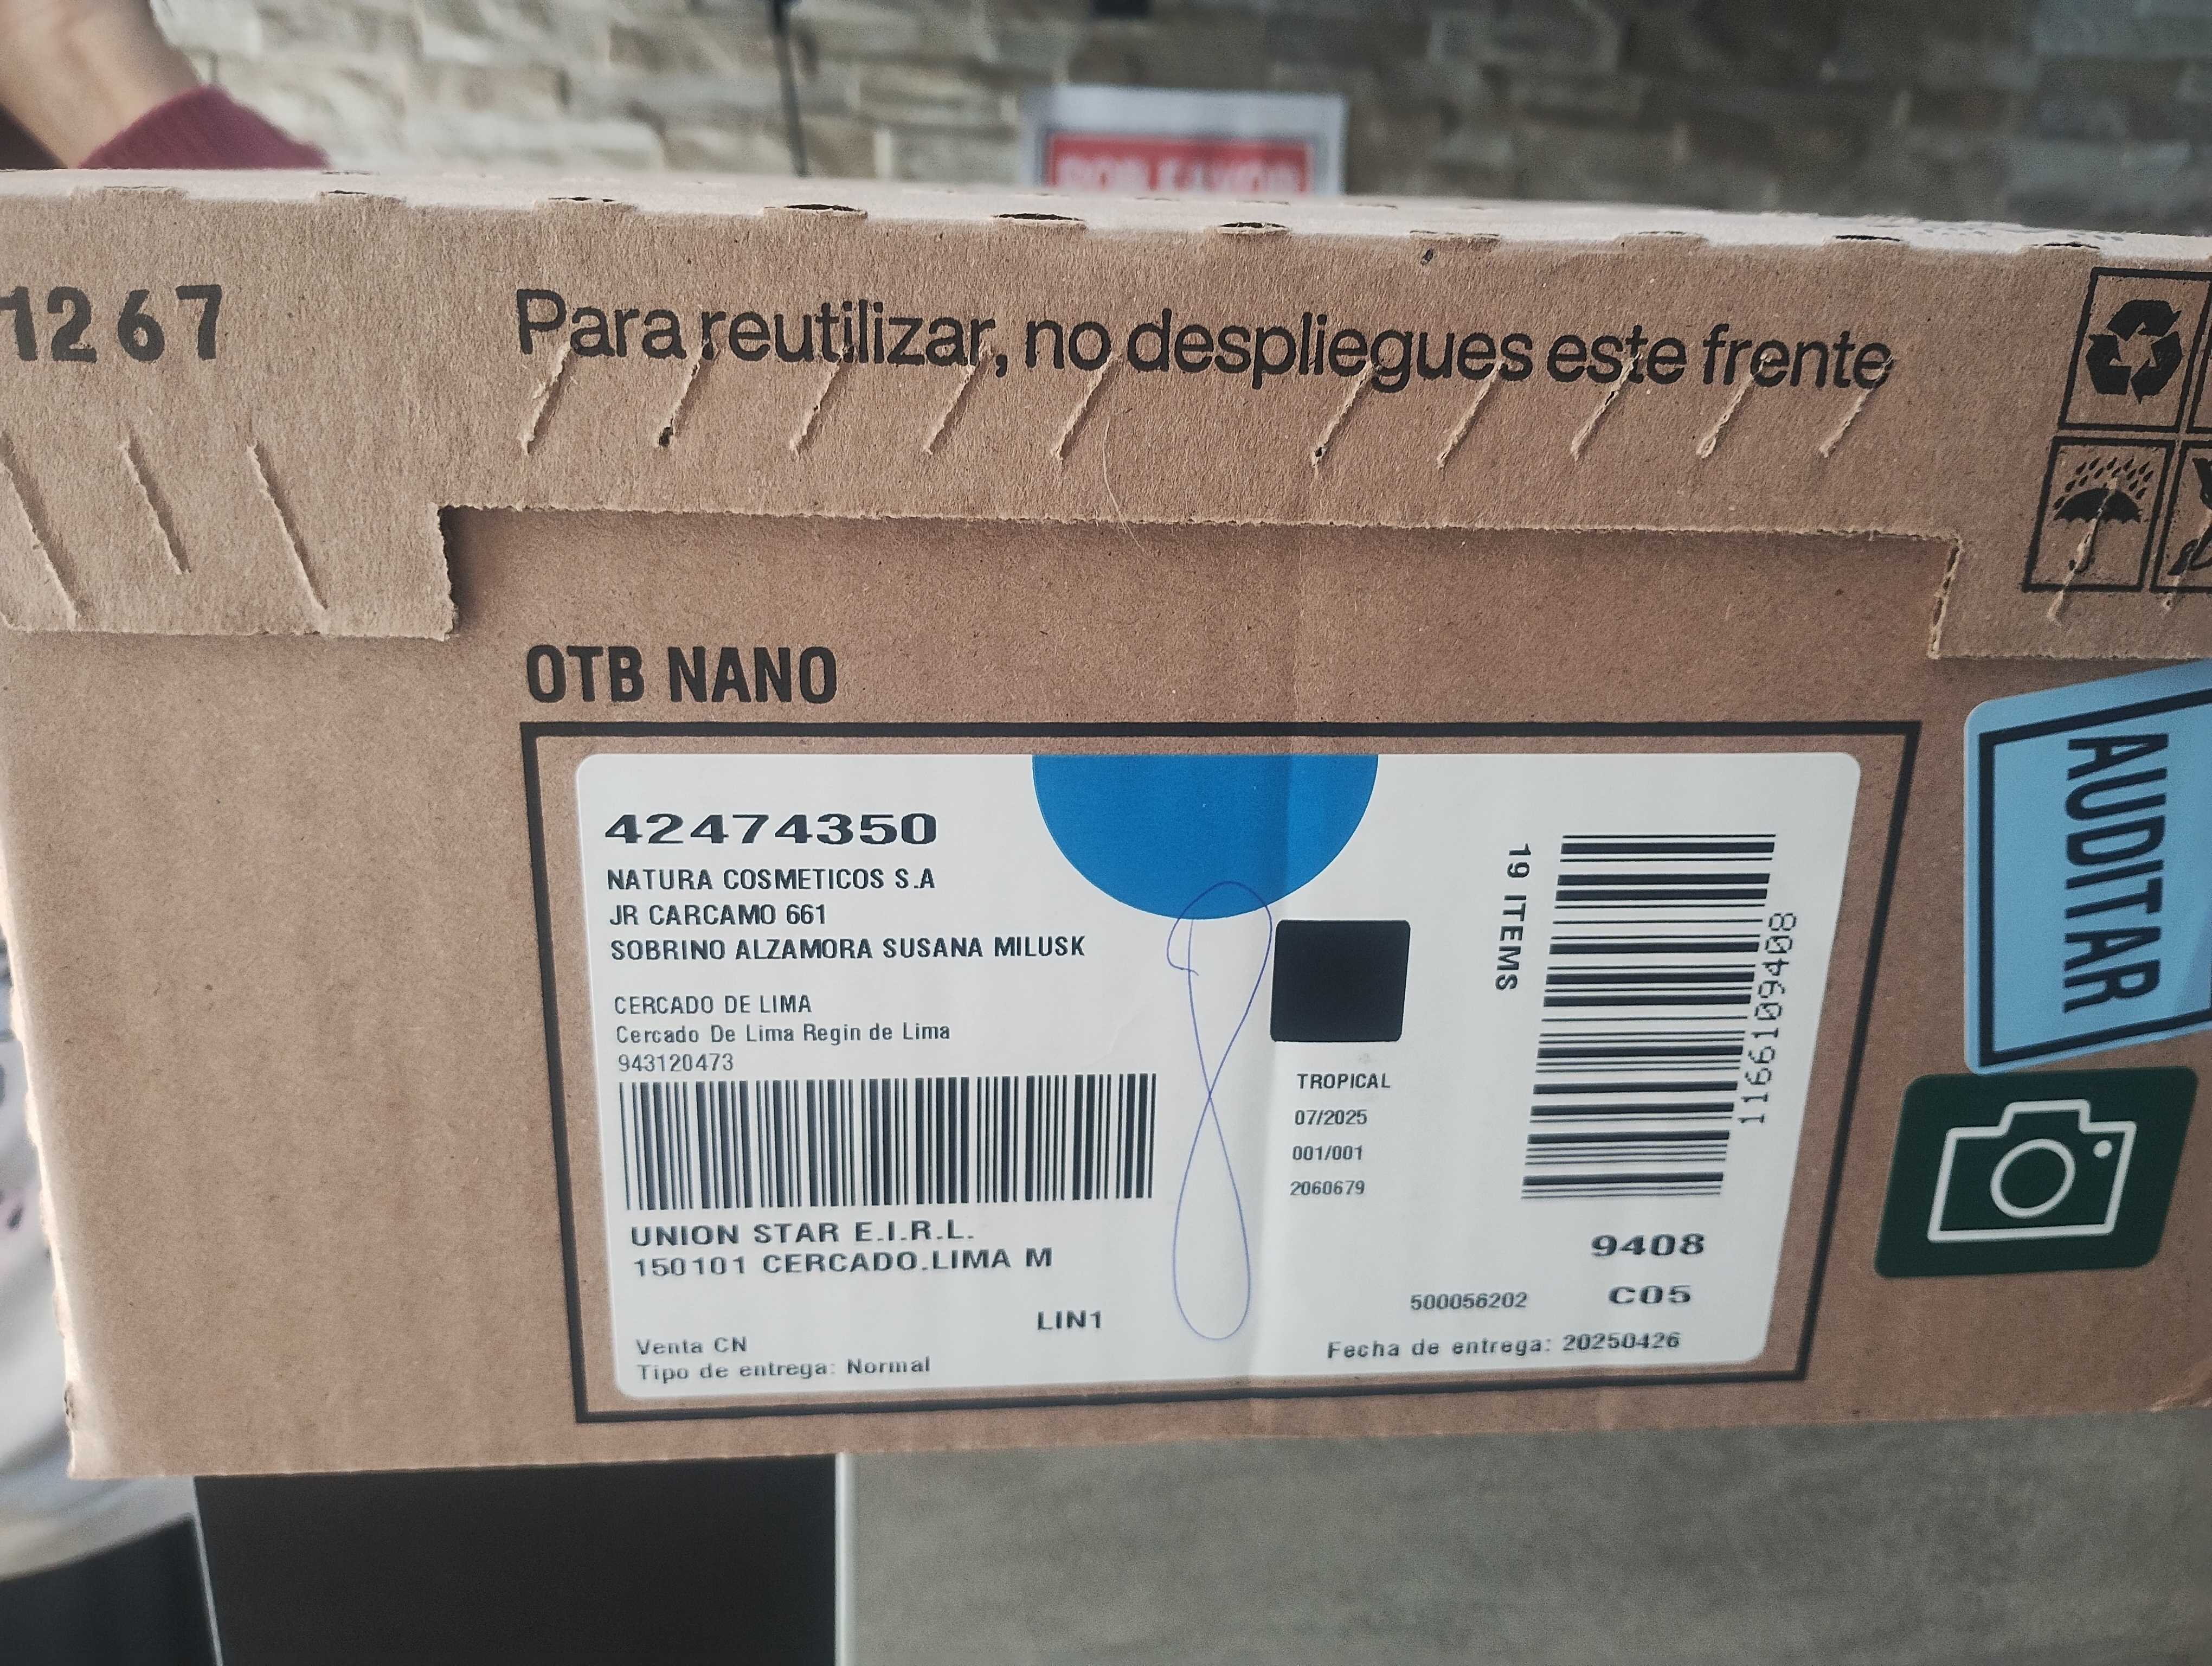 1267
Para reutilizar, no despliegues este frente
OTB NANO
42474350
NATURA COSMETICOS S.A
JR CARCAMO 661
SOBRINO ALZAMORA SUSANA MILUSK
CERCADO DE LIMA
Cercado De Lima Regin de Lima
943120473
UNION STAR E.I.R.L.
150101 CERCADO.LIMA M
LIN1
Venta CN
Tipo de entrega: Normal
TROPICAL
07/2025
001/001
2060679
19 ITEMS
1166109408
9408
C05
500056202
Fecha de entrega: 20250426
AUDITAR